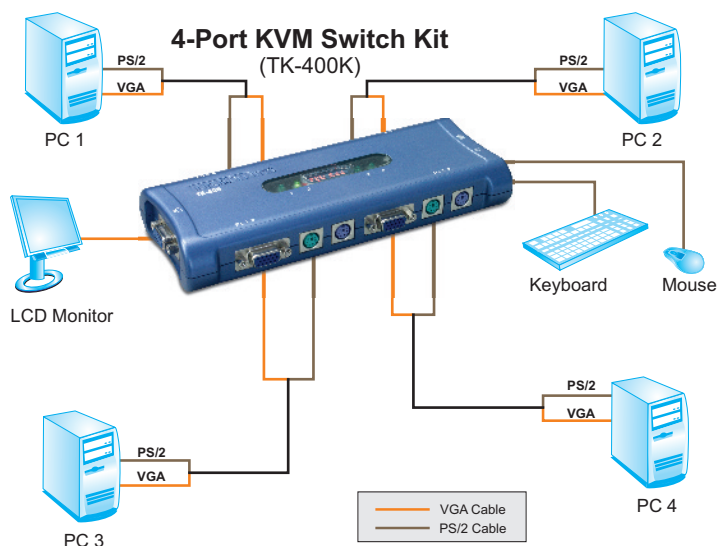 4-Port KVM Switch Kit
(TK-400K)
PS/2
VGA
PC 1
PS/2
VGA
PC 2
LCD Monitor
Keyboard
Mouse
PS/2
VGA
PC 3
PS/2
VGA
PC 4
VGA Cable
PS/2 Cable